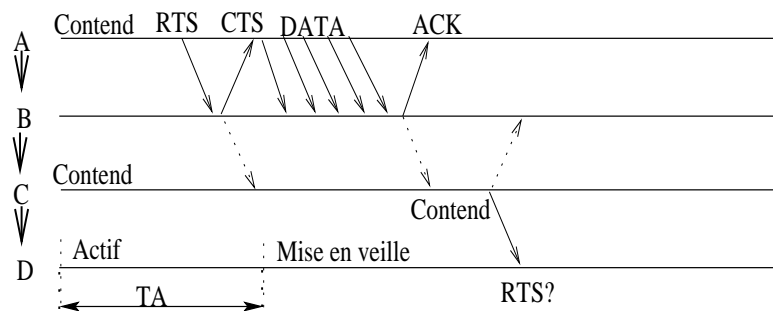 Contend RTS CTS DATA ACK
A
B
Contend
C
Contend
Actif Mise en veille
D
TA RTS?